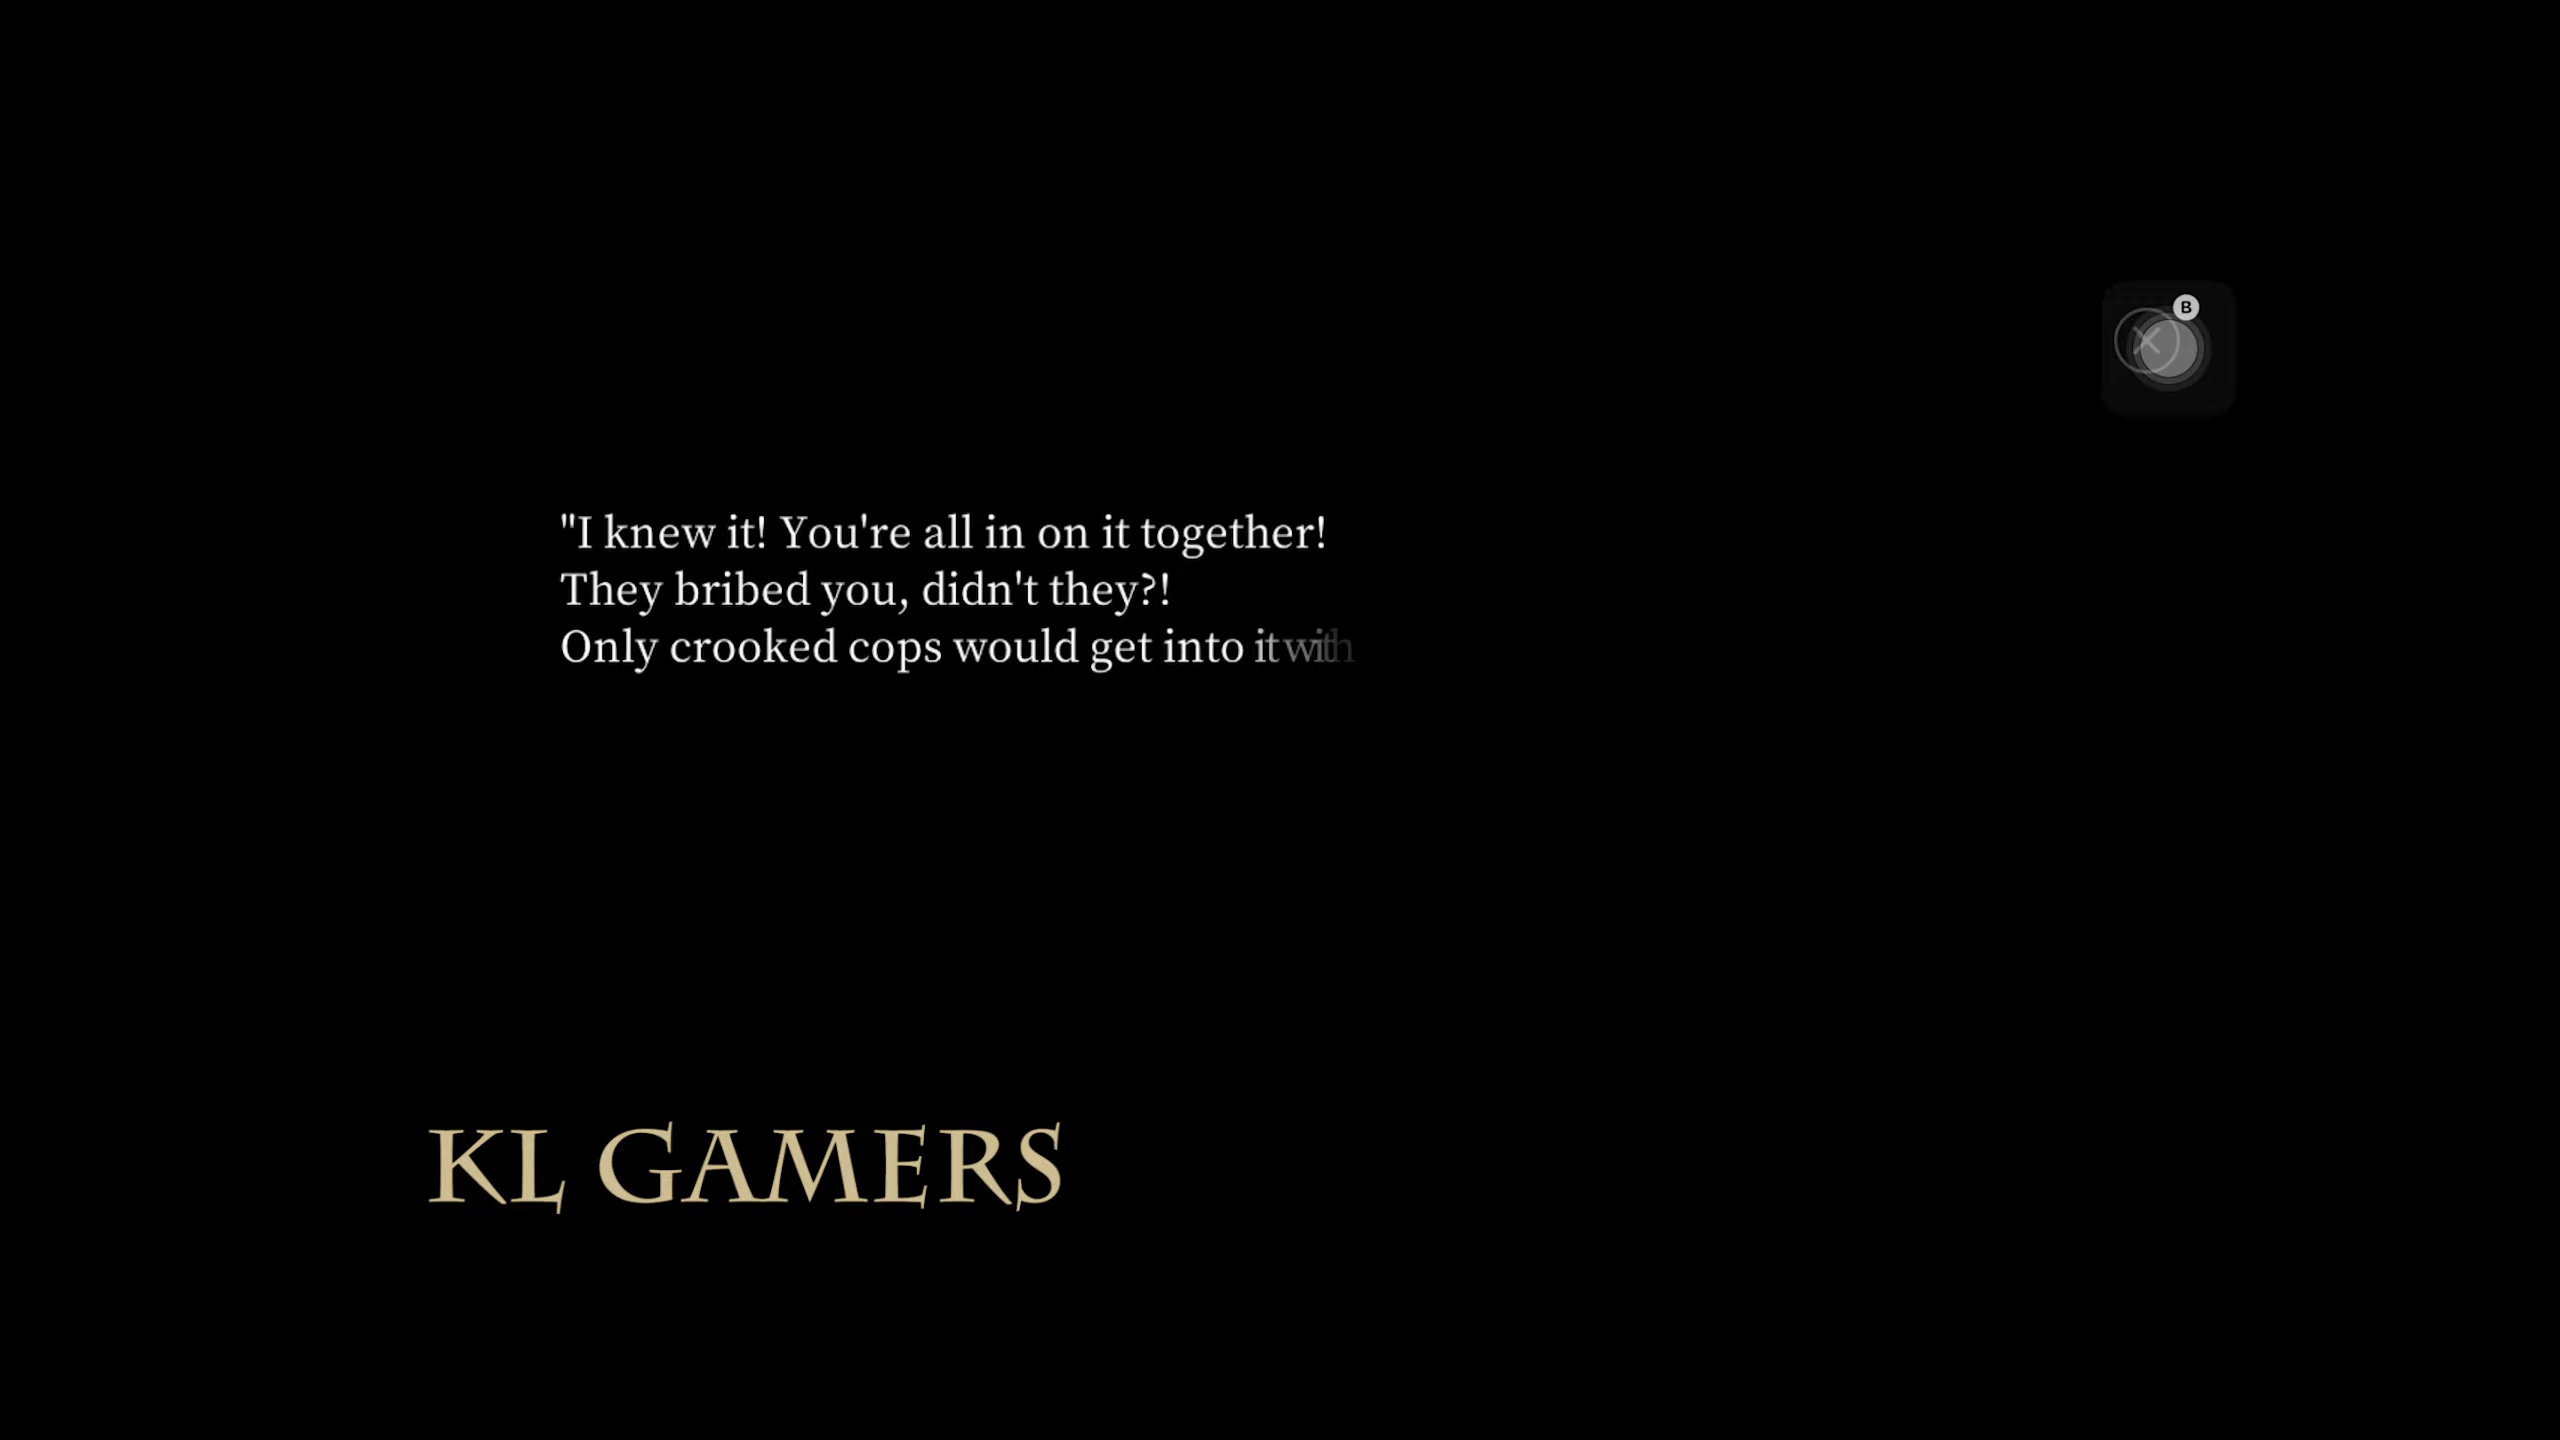 B
"I knew it! You're all in on it together!
They bribed you, didn't they?!
Only crooked cops would get into it with
KL GAMERS